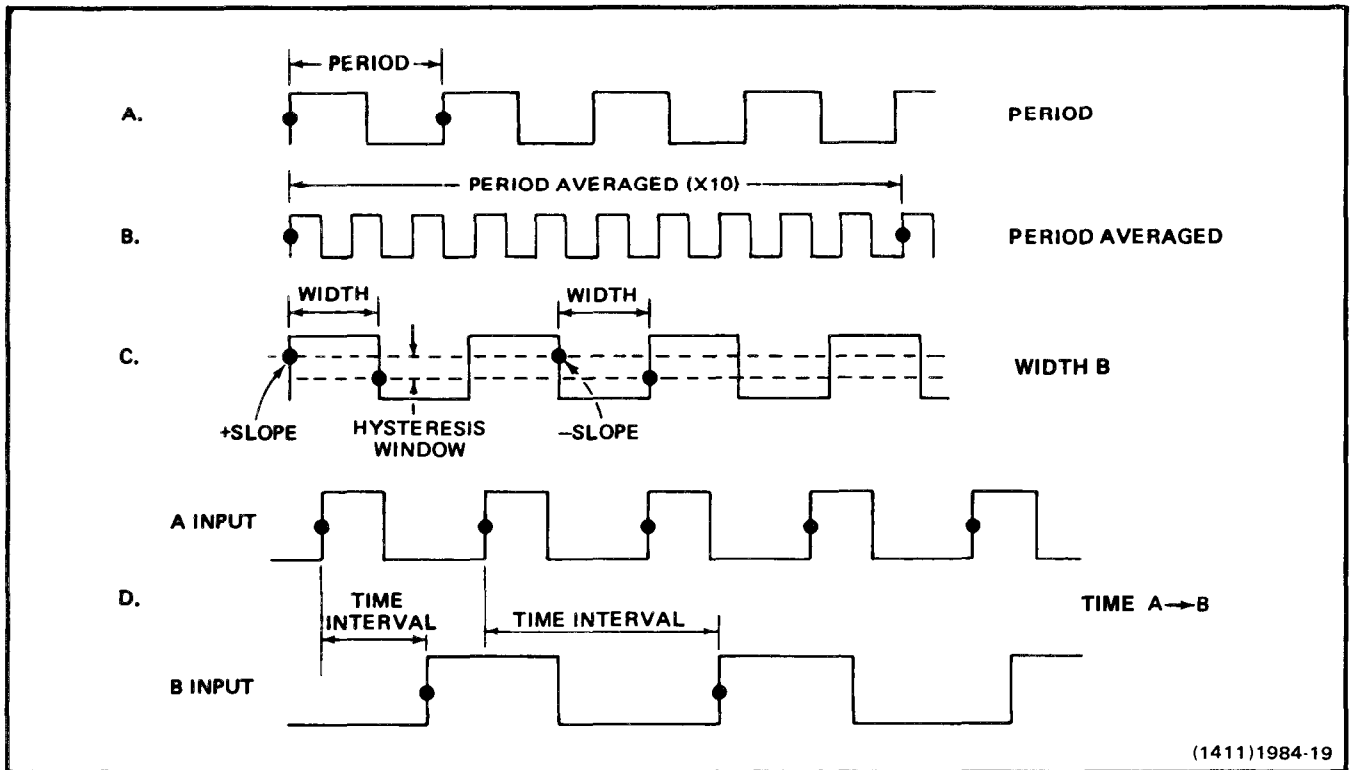 PERIOD
A.
PERIOD
PERIOD AVERAGED (X10)
B.
PERIOD AVERAGED
WIDTH
WIDTH
C.
WIDTH B
+SLOPE
HYSTERESIS
WINDOW
−SLOPE
A INPUT
D.
TIME
INTERVAL
TIME INTERVAL
TIME A→B
B INPUT
(1411)1984-19